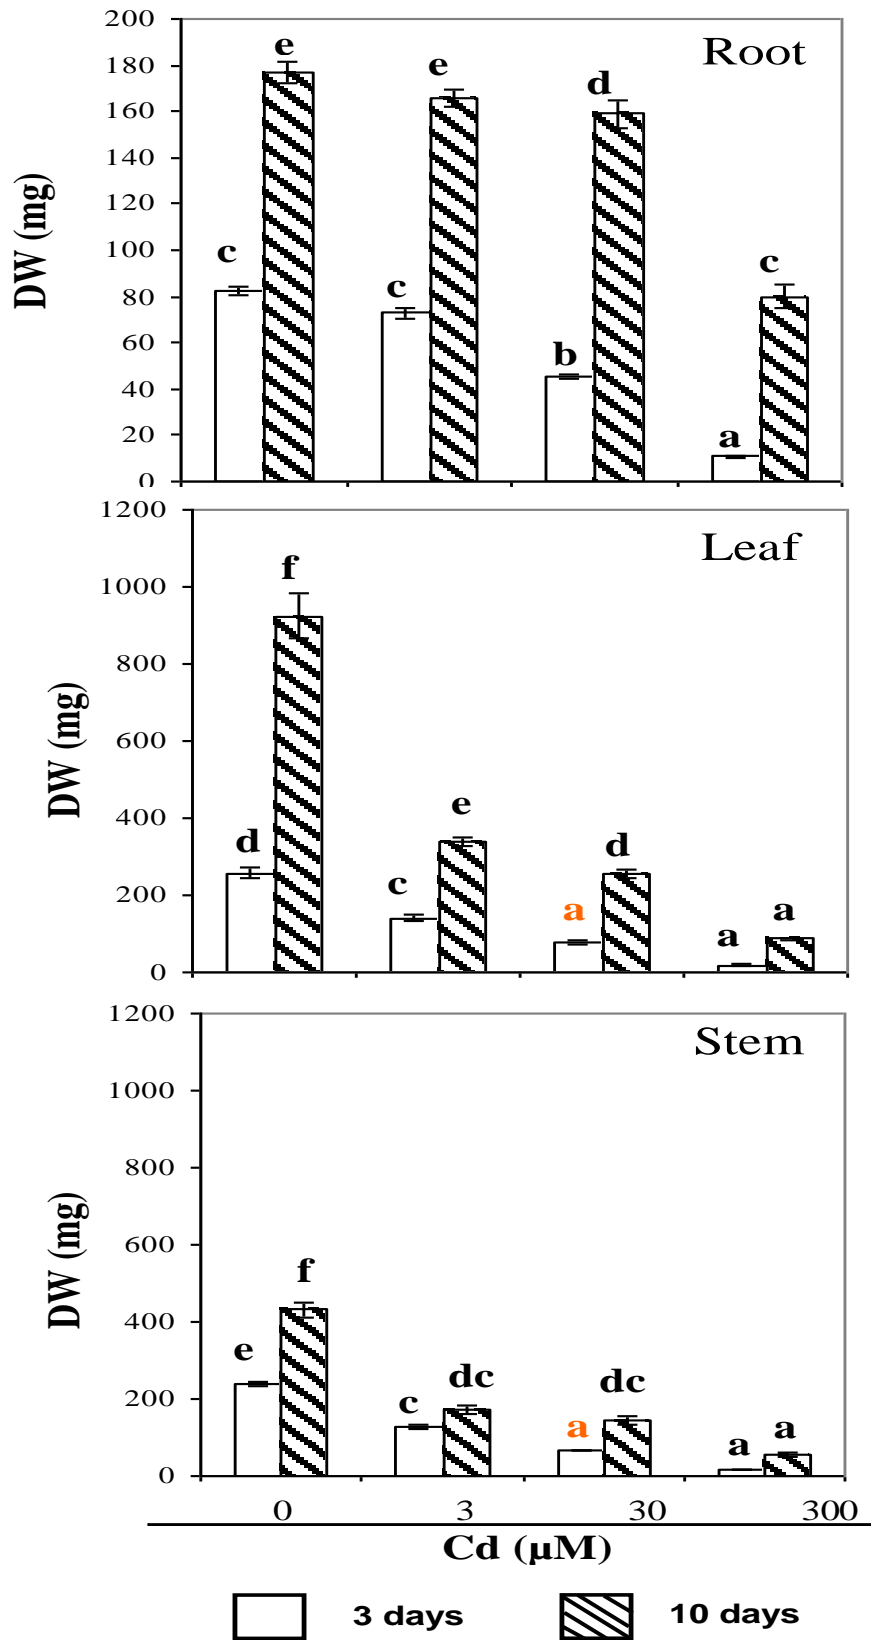 200
Root
e
180
e
d
160
140
DW (mg)
120
c
c
100
c
80
60
b
40
20
a
0
1200
Leaf
f
1000
800
DW (mg)
600
e
400
d
d
c
a
a
a
200
0
1200
Stem
1000
800
DW (mg)
600
f
400
e
dc
dc
c
a
a
a
200
0
0 3 30 300
Cd (µM)
3 days 10 days